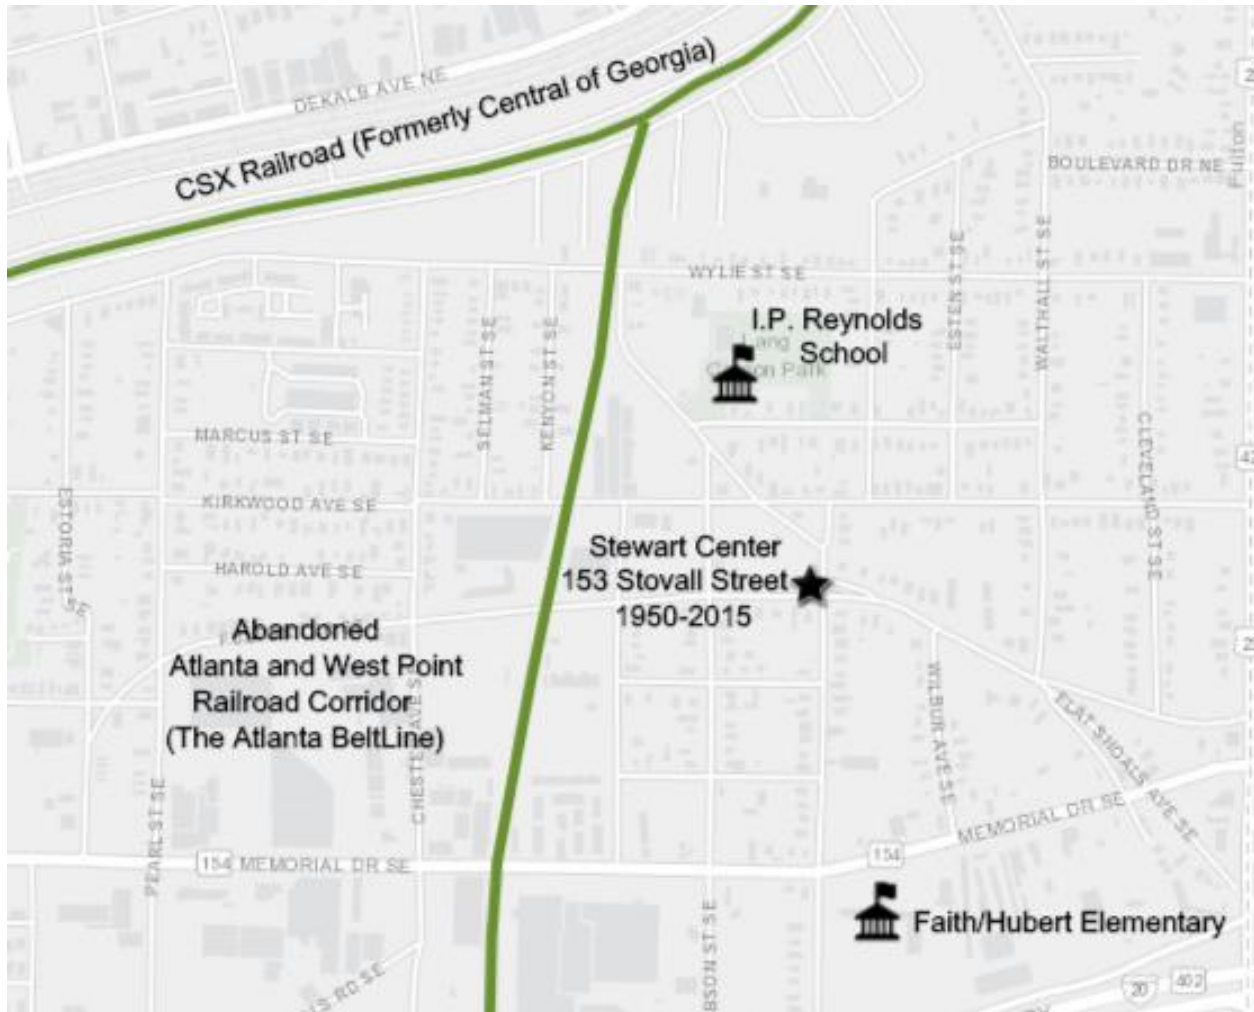 DEKALB AVE NE
CSX Railroad (Formerly Central of Georgia)
BOULEVARD DR NE
Fulton
WYLIE ST SE
I.P. Reynolds
School
Lang
Park
ESTEN ST SE
WALTHALL ST SE
SELMAN ST SE
KENYON ST SE
MARCUS ST SE
CLEVELAND ST SE
KIRKWOOD AVE SE
ESTORIA ST SE
HAROLD AVE SE
Stewart Center
153 Stovall Street
1950-2015
Abandoned
Atlanta and West Point
Railroad Corridor
(The Atlanta BeltLine)
WILBUR AVE SE
FLAT SHOALS AVE SE
PEARL ST SE
154 MEMORIAL DR SE
154
MEMORIAL DR SE
Faith/Hubert Elementary
20
402